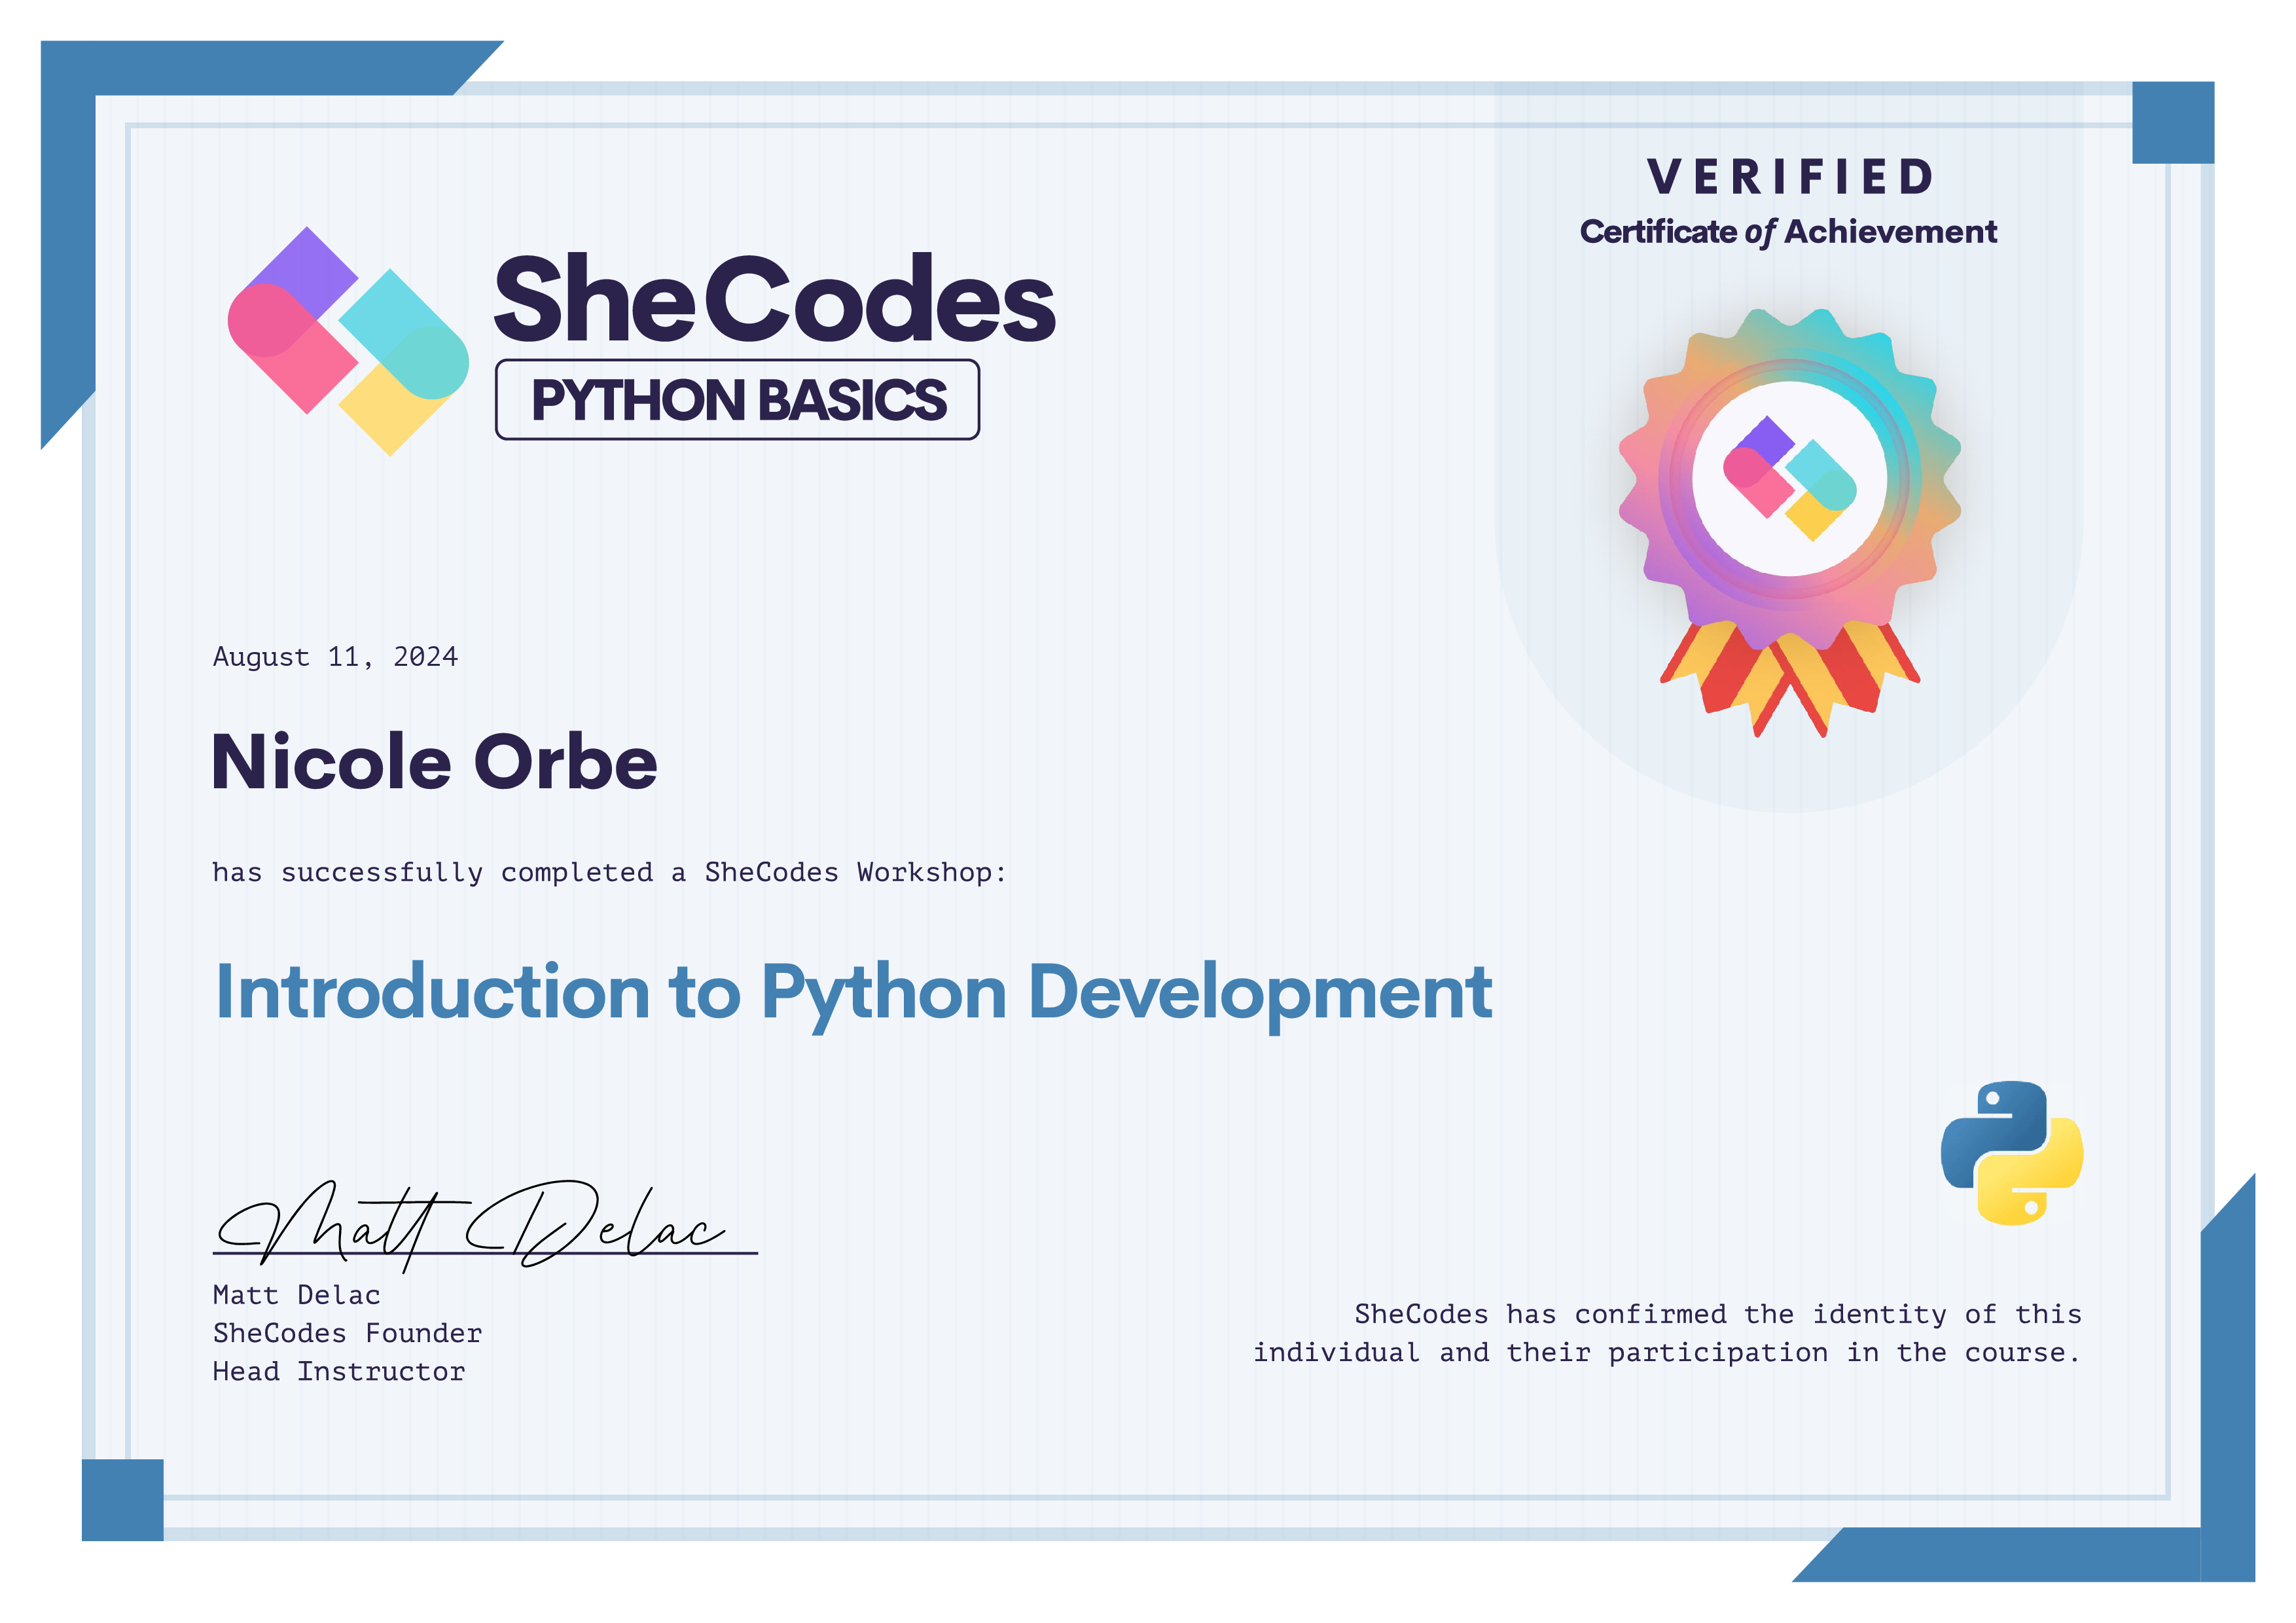 VERIFIED
Certificate of Achievement
SheCodes
PYTHON BASICS
August 11, 2024
Nicole Orbe
has successfully completed a SheCodes Workshop:
Introduction to Python Development
Matt Delac
Matt Delac
SheCodes Founder
Head Instructor
SheCodes has confirmed the identity of this
individual and their participation in the course.